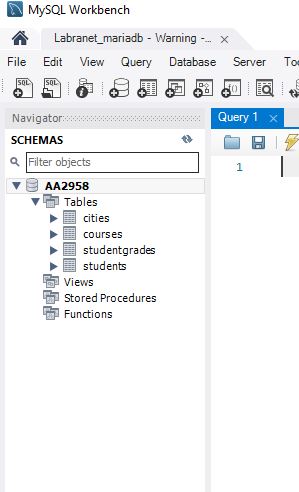 MySQL Workbench
Labranet_mariadb - Warning -... ×
File Edit View Query Database Server Too
Navigator
SCHEMAS
Filter objects
AA2958
Tables
cities
courses
studentgrades
students
Views
Stored Procedures
Functions
Query 1 ×
1